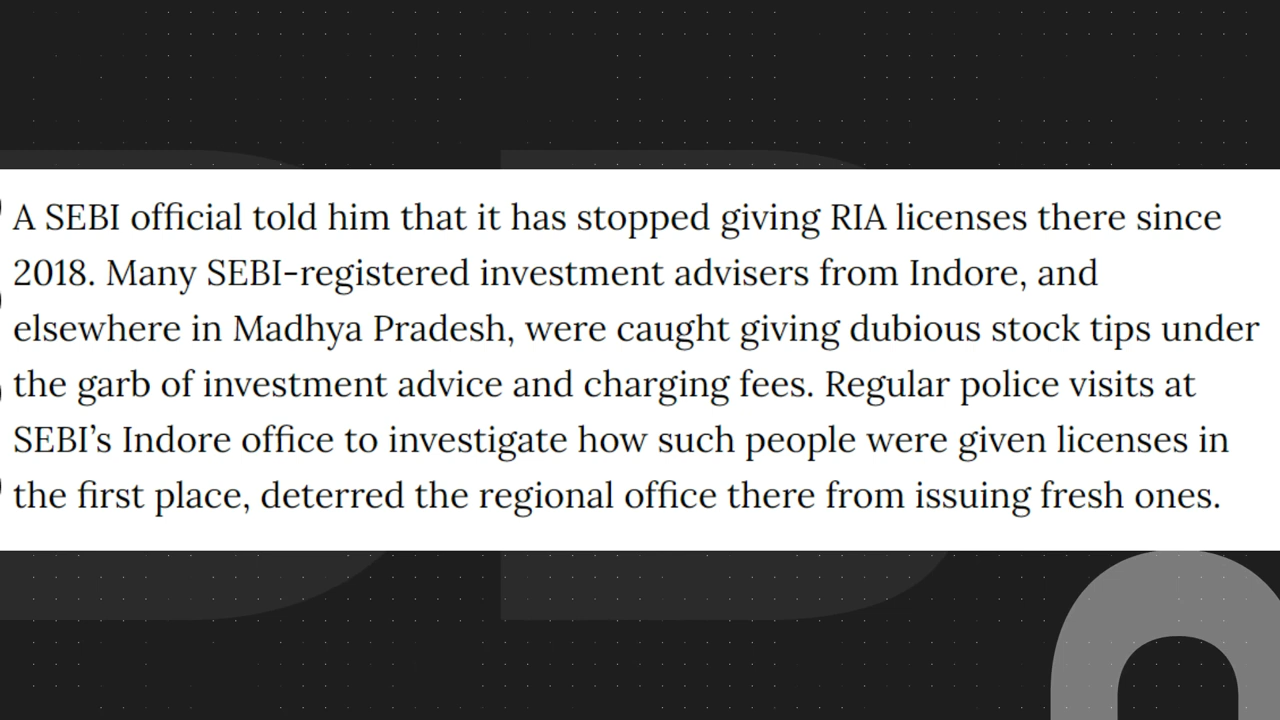 A SEBI official told him that it has stopped giving RIA licenses there since
2018. Many SEBI-registered investment advisers from Indore, and
elsewhere in Madhya Pradesh, were caught giving dubious stock tips under
the garb of investment advice and charging fees. Regular police visits at
SEBI’s Indore office to investigate how such people were given licenses in
the first place, deterred the regional office there from issuing fresh ones.